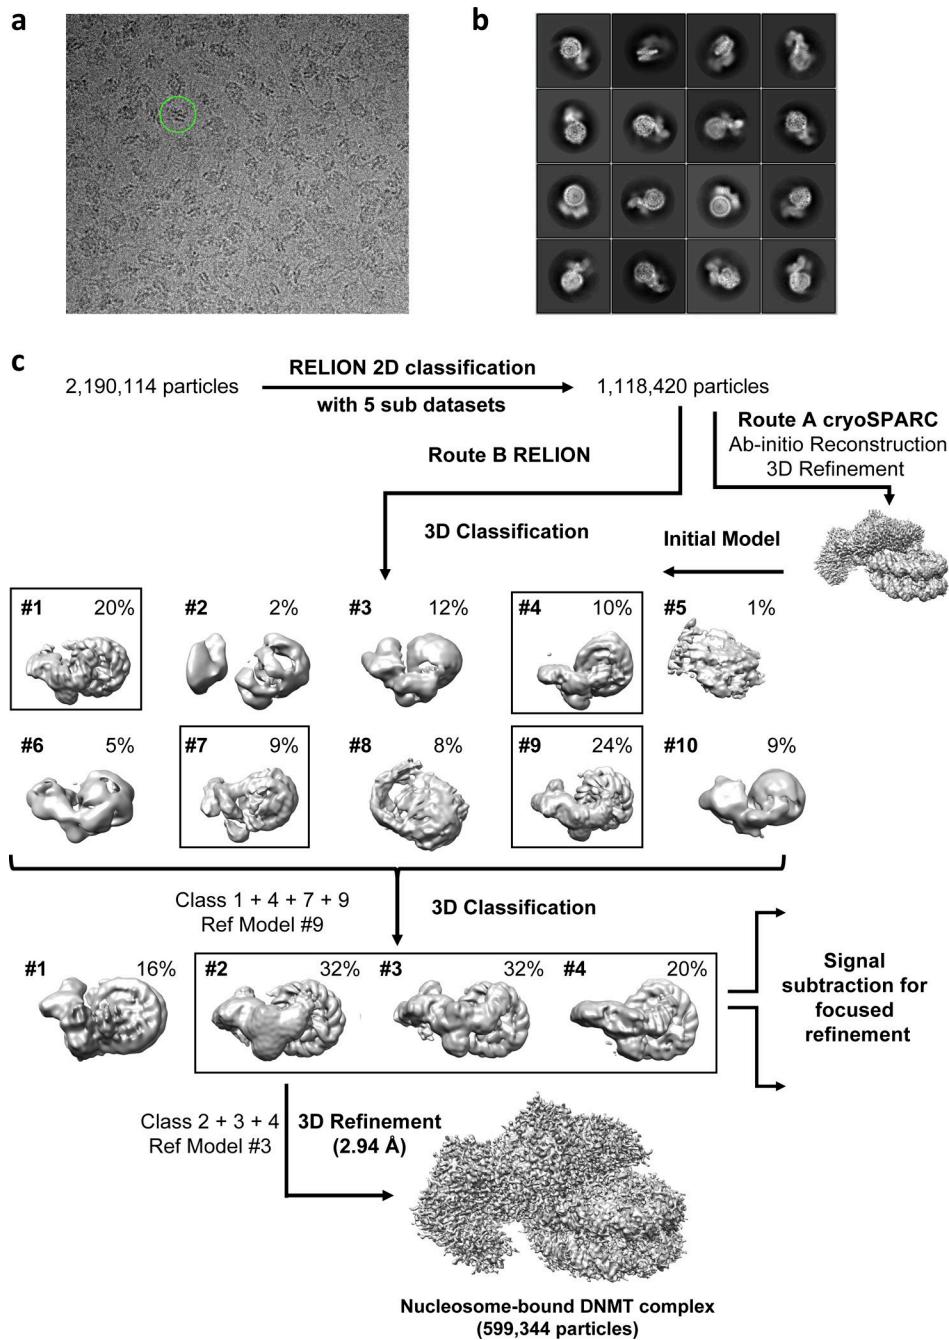 a
b
c
2,190,114 particles
RELION 2D classification
with 5 sub datasets
1,118,420 particles
Route A cryoSPARC
Ab-initio Reconstruction
3D Refinement
Route B RELION
3D Classification
Initial Model
#1 20%
#2 2%
#3 12%
#4 10%
#5 1%
#6 5%
#7 9%
#8 8%
#9 24%
#10 9%
Class 1 + 4 + 7 + 9
Ref Model #9
3D Classification
#1 16%
#2 32%
#3 32%
#4 20%
Signal
subtraction for
focused
refinement
Class 2 + 3 + 4
Ref Model #3
3D Refinement
(2.94 Å)
Nucleosome-bound DNMT complex
(599,344 particles)